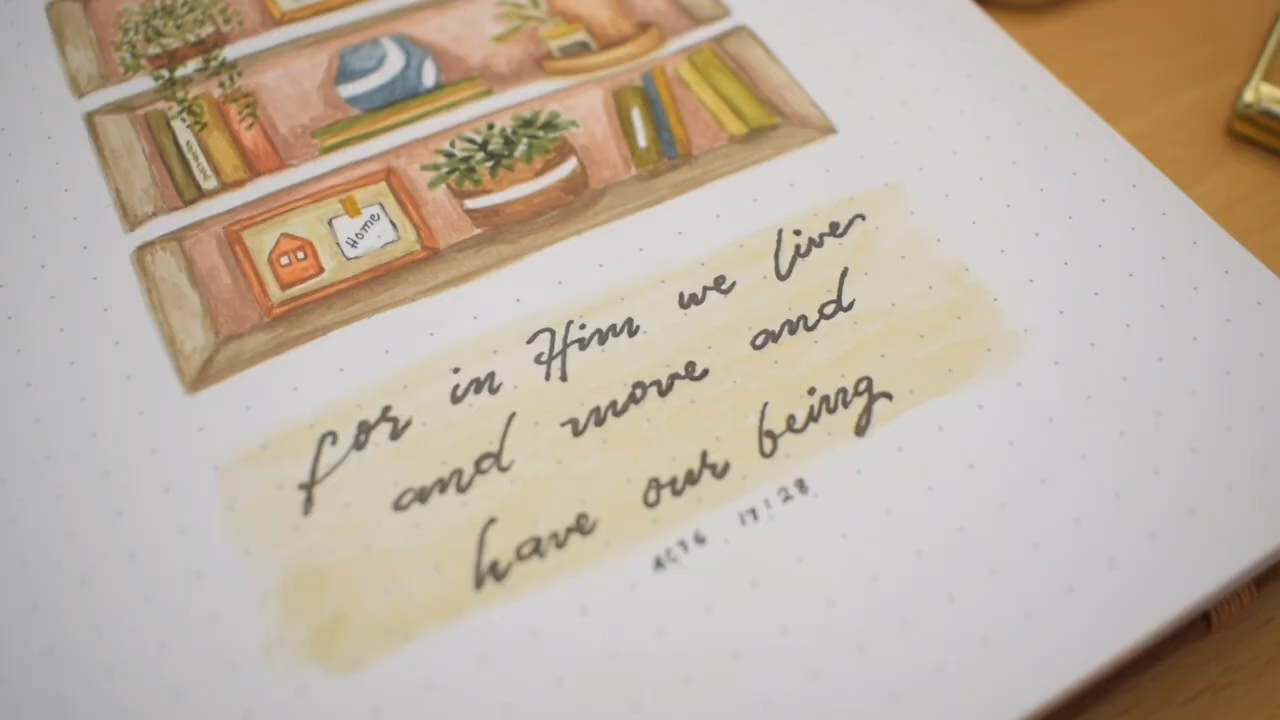 Home
for in Him we live
and move and
have our being
ACTS 17:28